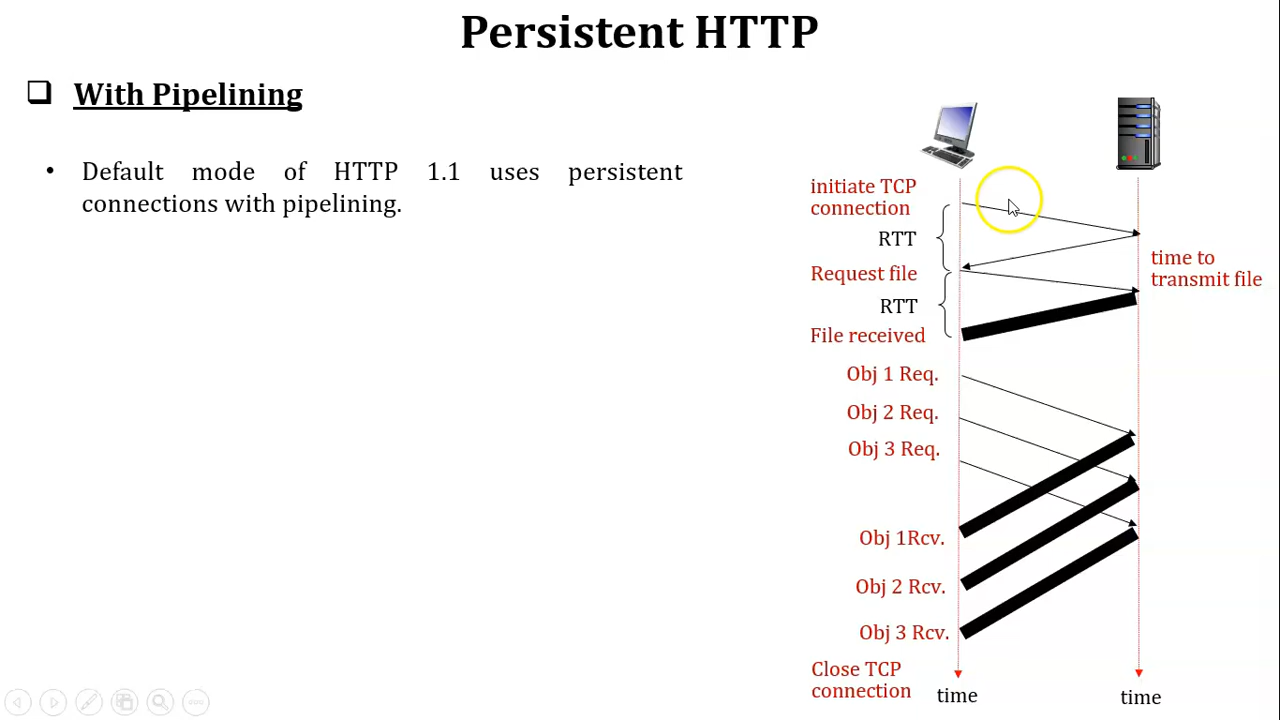 Persistent HTTP
With Pipelining
• Default mode of HTTP 1.1 uses persistent
connections with pipelining.
initiate TCP
connection
RTT
Request file
time to
transmit file
RTT
File received
Obj 1 Req.
Obj 2 Req.
Obj 3 Req.
Obj 1Rcv.
Obj 2 Rcv.
Obj 3 Rcv.
Close TCP
connection
time
time